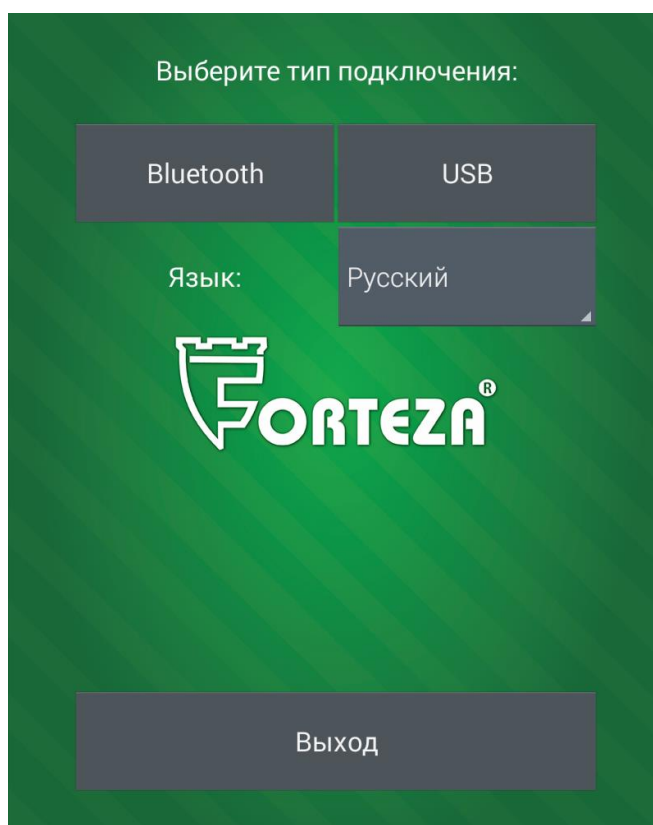 Выберите тип подключения:
Bluetooth USB
Язык: Русский
FORTEZA®
Выход